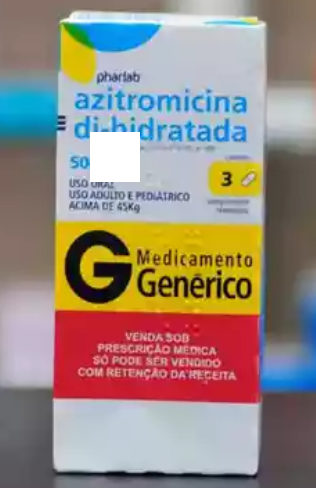 pharlab
azitromicina
di-hidratada
USO ORAL
USO ADULTO E PEDIÁTRICO
ACIMA DE 45Kg
3
G Medicamento
Genérico
VENDA SOB
PRESCRIÇÃO MÉDICA
SÓ PODE SER VENDIDO
COM RETENÇÃO DA RECEITA